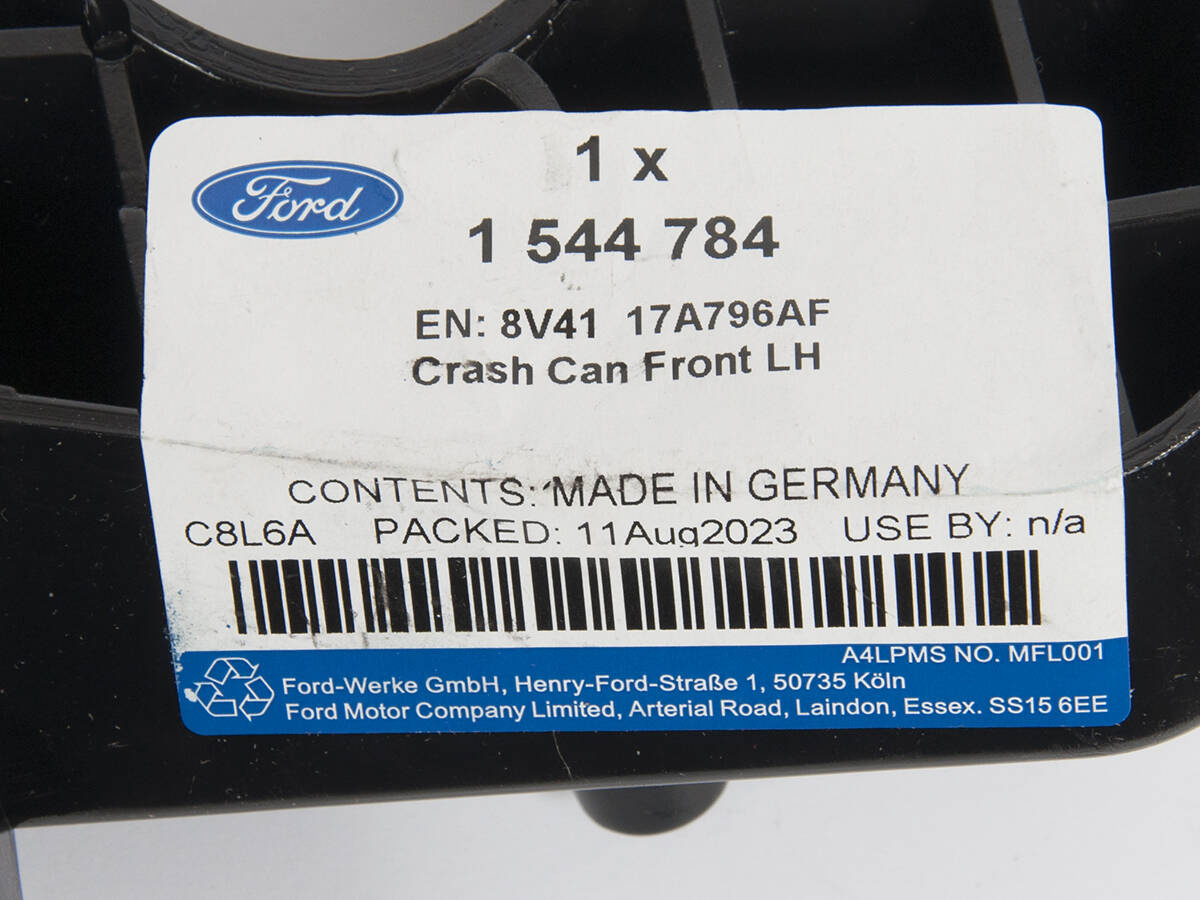 Ford
1 x
1 544 784
EN: 8V41 17A796AF
Crash Can Front LH
CONTENTS: MADE IN GERMANY
C8L6A PACKED: 11Aug2023 USE BY: n/a
A4LPMS NO. MFL001
Ford-Werke GmbH, Henry-Ford-Straße 1, 50735 Köln
Ford Motor Company Limited, Arterial Road, Laindon, Essex. SS15 6EE